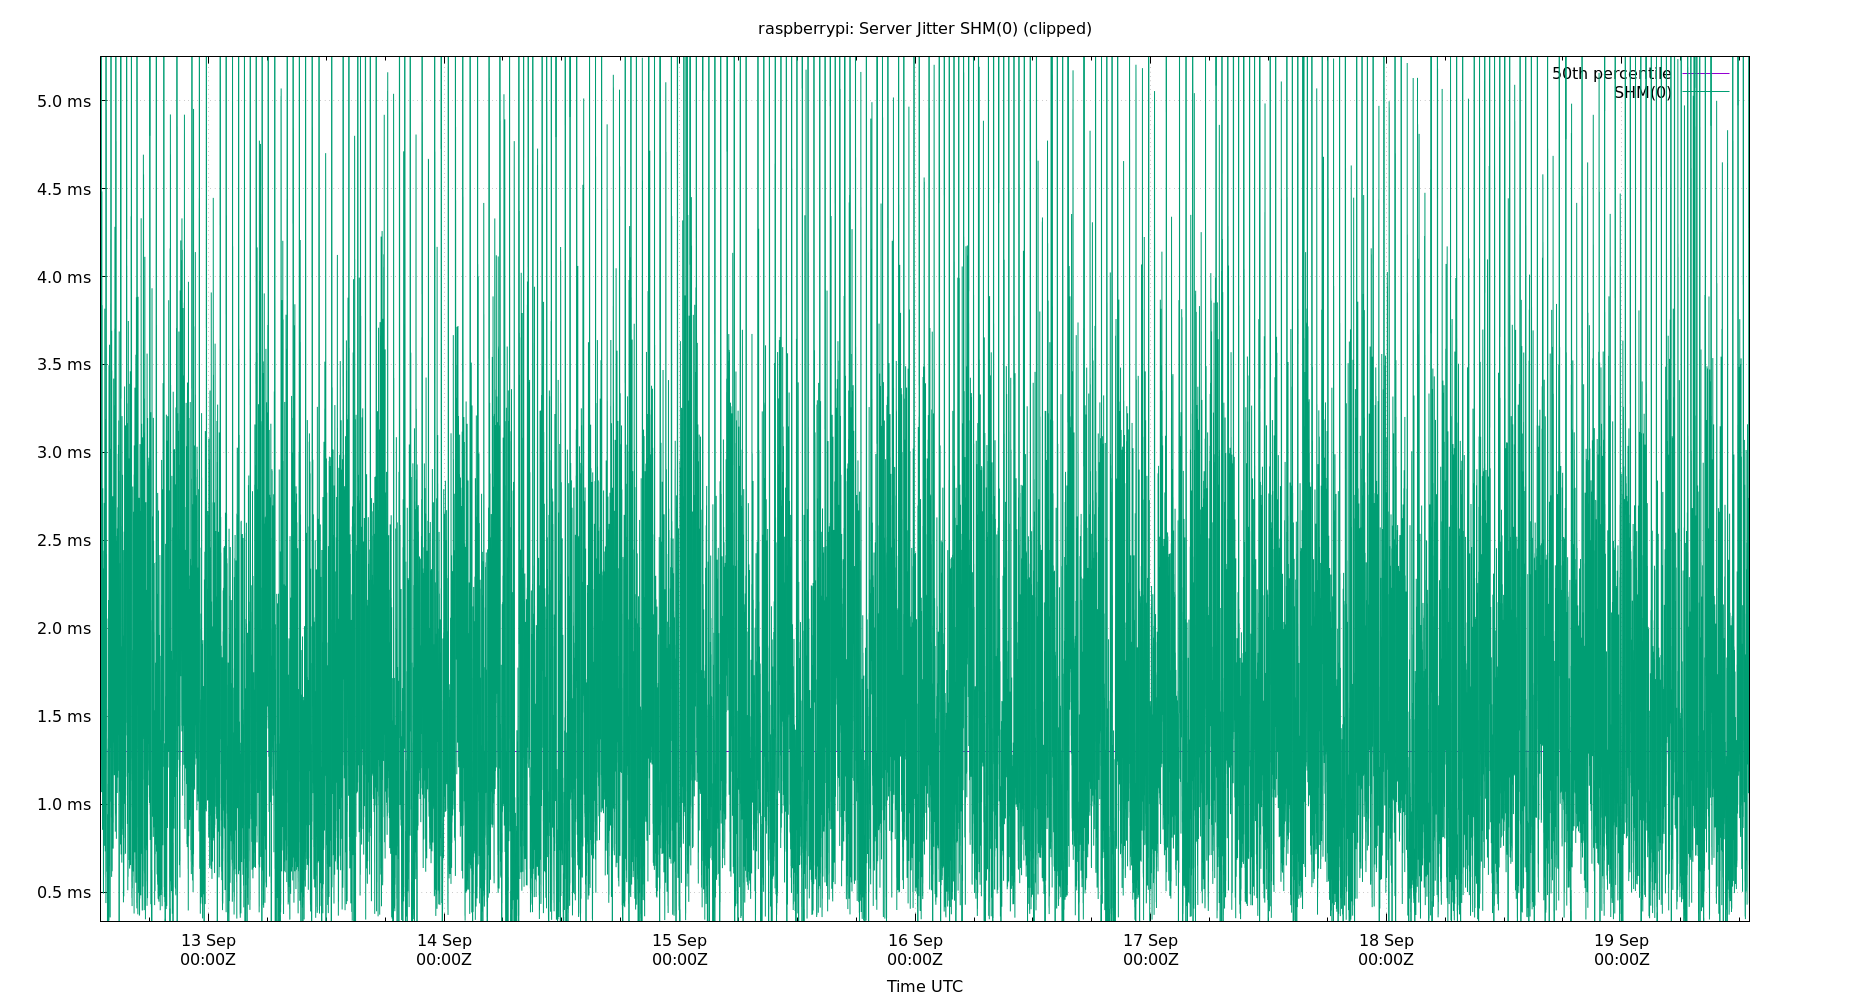 raspberrypi: Server Jitter SHM(0) (clipped)
50th percentile
SHM(0)
5.0 ms
4.5 ms
4.0 ms
3.5 ms
3.0 ms
2.5 ms
2.0 ms
1.5 ms
1.0 ms
0.5 ms
13 Sep 14 Sep 15 Sep 16 Sep 17 Sep 18 Sep 19 Sep
00:00Z 00:00Z 00:00Z 00:00Z 00:00Z 00:00Z 00:00Z
Time UTC